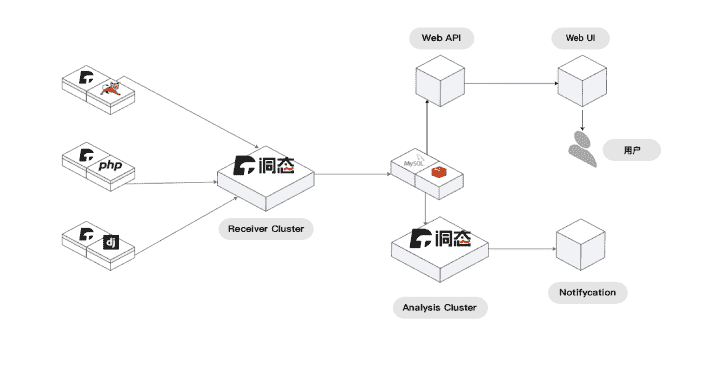 Web API
Web UI
php
洞态
MySQL
用户
Receiver Cluster
dj
洞态
Analysis Cluster
Notifycation